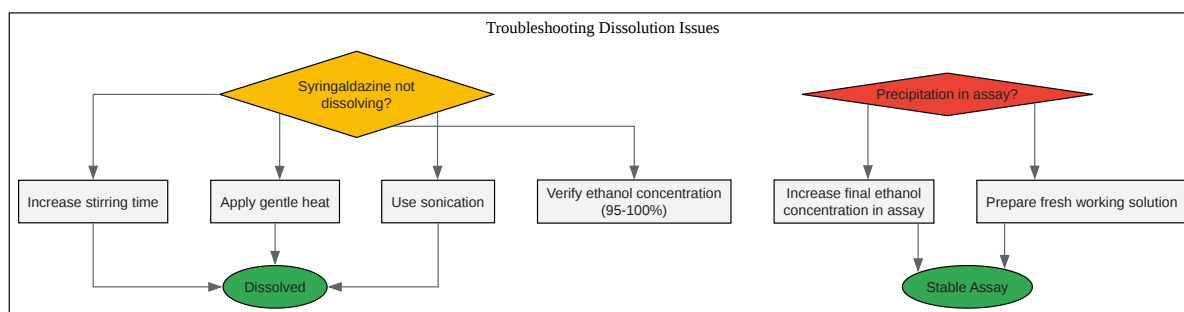 Troubleshooting Dissolution Issues
Syringaldazine not
dissolving?
Precipitation in assay?
Increase stirring time
Apply gentle heat
Use sonication
Verify ethanol concentration
(95-100%)
Increase final ethanol
concentration in assay
Prepare fresh working solution
Dissolved
Stable Assay